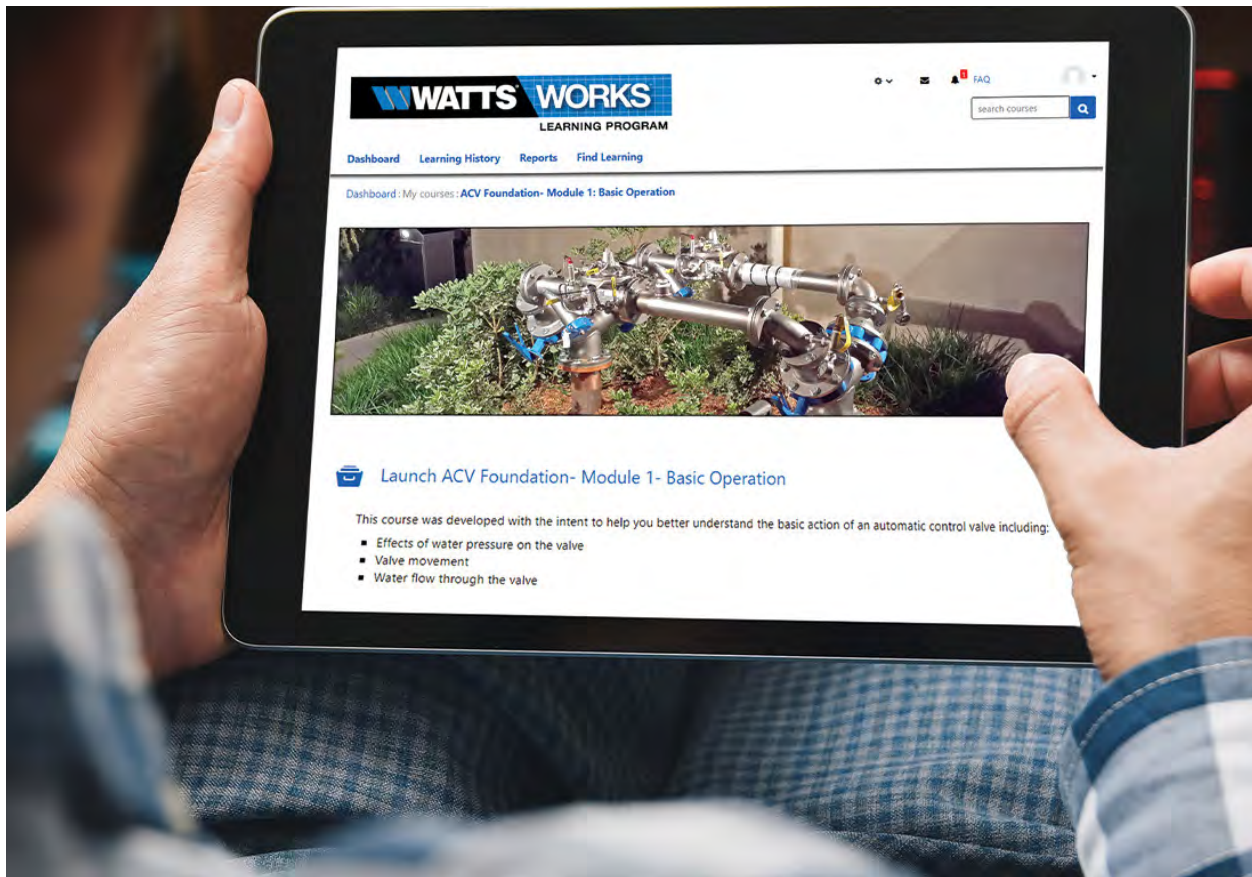 WATTS WORKS
LEARNING PROGRAM
1 FAQ
search courses
Dashboard Learning History Reports Find Learning
Dashboard : My courses : ACV Foundation- Module 1: Basic Operation
Launch ACV Foundation- Module 1- Basic Operation
This course was developed with the intent to help you better understand the basic action of an automatic control valve including:
Effects of water pressure on the valve
Valve movement
Water flow through the valve